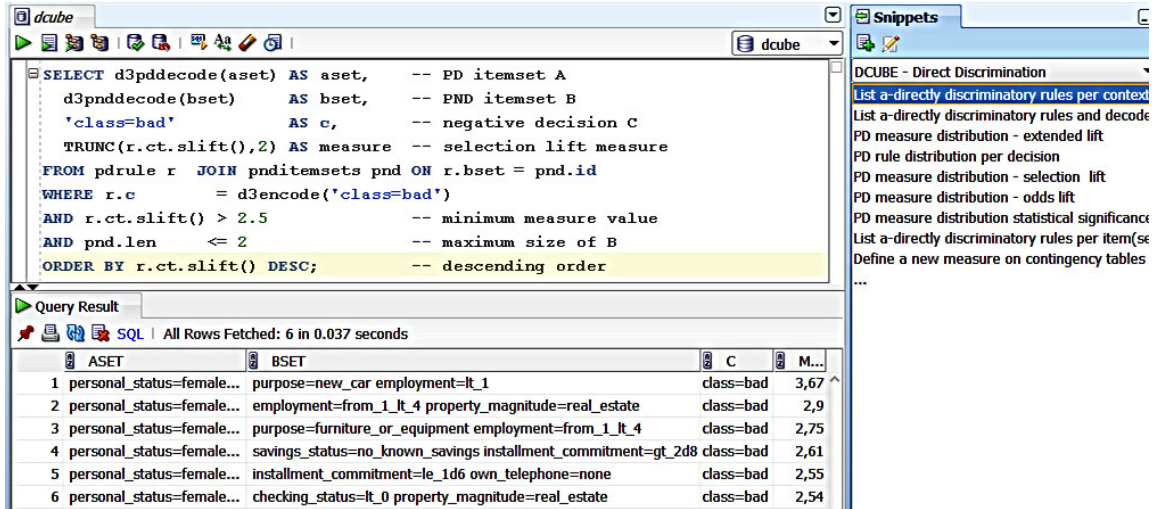 dcube
dcube
SELECT d3pddecode(aset) AS aset, -- PD itemset A
d3pnddecode(bset) AS bset, -- PND itemset B
'class=bad' AS c, -- negative decision C
TRUNC(r.ct.slift(),2) AS measure -- selection lift measure
FROM pdrule r JOIN pnditemsets pnd ON r.bset = pnd.id
WHERE r.c = d3encode('class=bad')
AND r.ct.slift() > 2.5 -- minimum measure value
AND pnd.len <= 2 -- maximum size of B
ORDER BY r.ct.slift() DESC; -- descending order
Query Result
SQL | All Rows Fetched: 6 in 0.037 seconds
ASET BSET C M...
1 personal_status=female... purpose=new_car employment=lt_1 class=bad 3,67
2 personal_status=female... employment=from_1_lt_4 property_magnitude=real_estate class=bad 2,9
3 personal_status=female... purpose=furniture_or_equipment employment=from_1_lt_4 class=bad 2,75
4 personal_status=female... savings_status=no_known_savings installment_commitment=gt_2d8 class=bad 2,61
5 personal_status=female... installment_commitment=le_1d6 own_telephone=none class=bad 2,55
6 personal_status=female... checking_status=lt_0 property_magnitude=real_estate class=bad 2,54
Snippets
DCUBE - Direct Discrimination
List a-directly discriminatory rules per context
List a-directly discriminatory rules and decode
PD measure distribution - extended lift
PD rule distribution per decision
PD measure distribution - selection lift
PD measure distribution - odds lift
PD measure distribution statistical significance
List a-directly discriminatory rules per item(se
Define a new measure on contingency tables
...